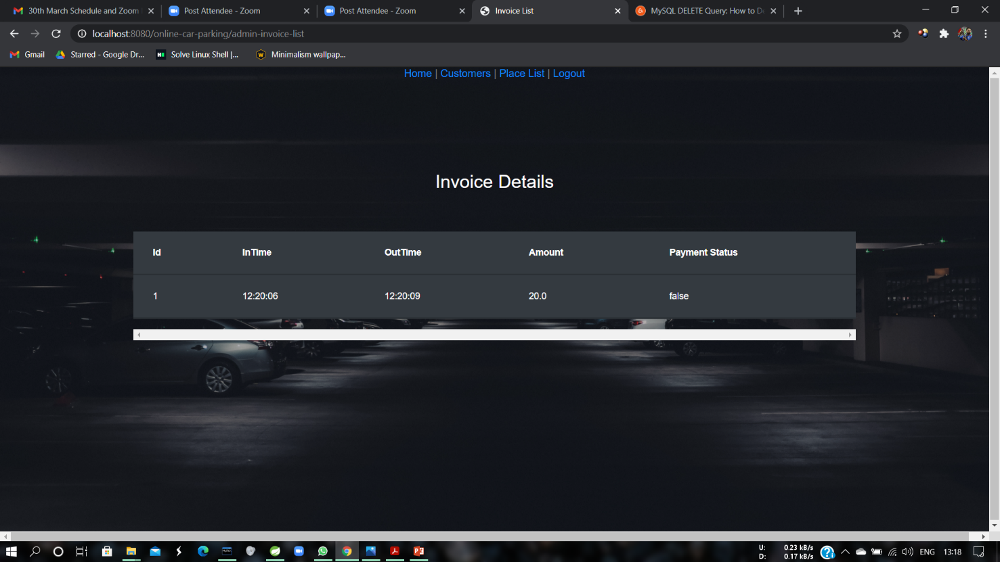 30th March Schedule and Zoom
Post Attendee - Zoom
Post Attendee - Zoom
Invoice List
MySQL DELETE Query: How to De
localhost:8080/online-car-parking/admin-invoice-list
Gmail
Starred - Google Dr...
Solve Linux Shell |...
Minimalism wallpap...
Home | Customers | Place List | Logout
Invoice Details
Id InTime OutTime Amount Payment Status
1 12:20:06 12:20:09 20.0 false
U: 0.23 kB/s
D: 0.17 kB/s
ENG
13:18